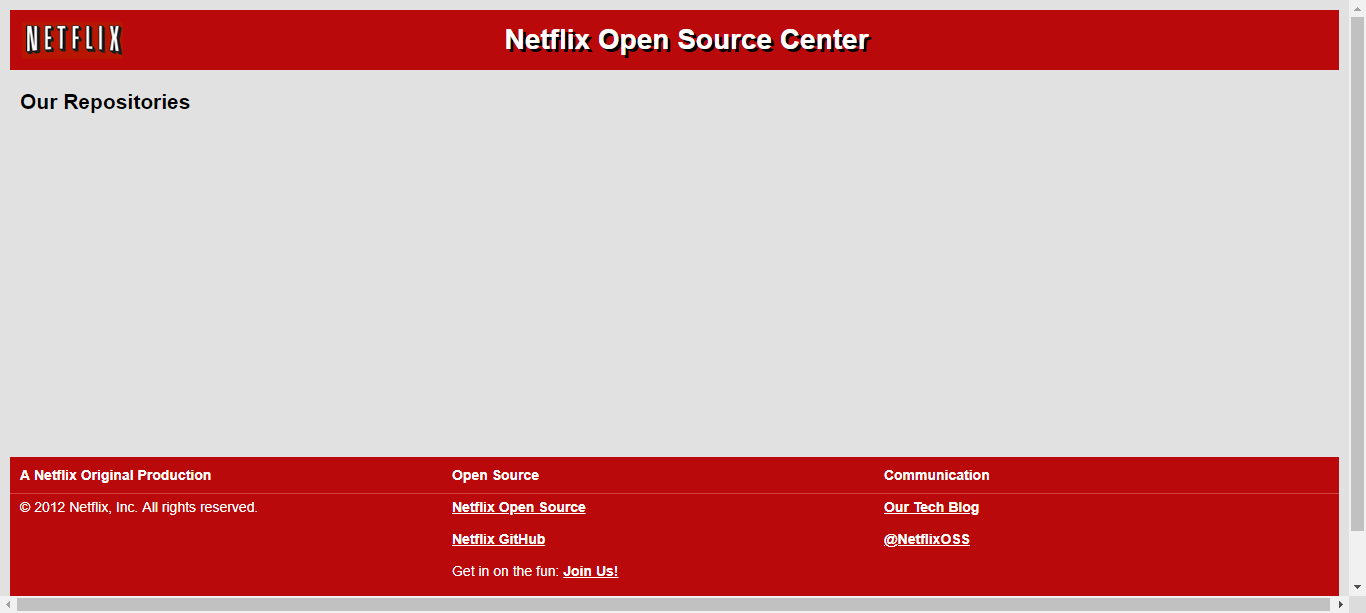 NETFLIX
Netflix Open Source Center
Our Repositories
A Netflix Original Production
© 2012 Netflix, Inc. All rights reserved.
Open Source
Netflix Open Source
Netflix GitHub
Get in on the fun: Join Us!
Communication
Our Tech Blog
@NetflixOSS